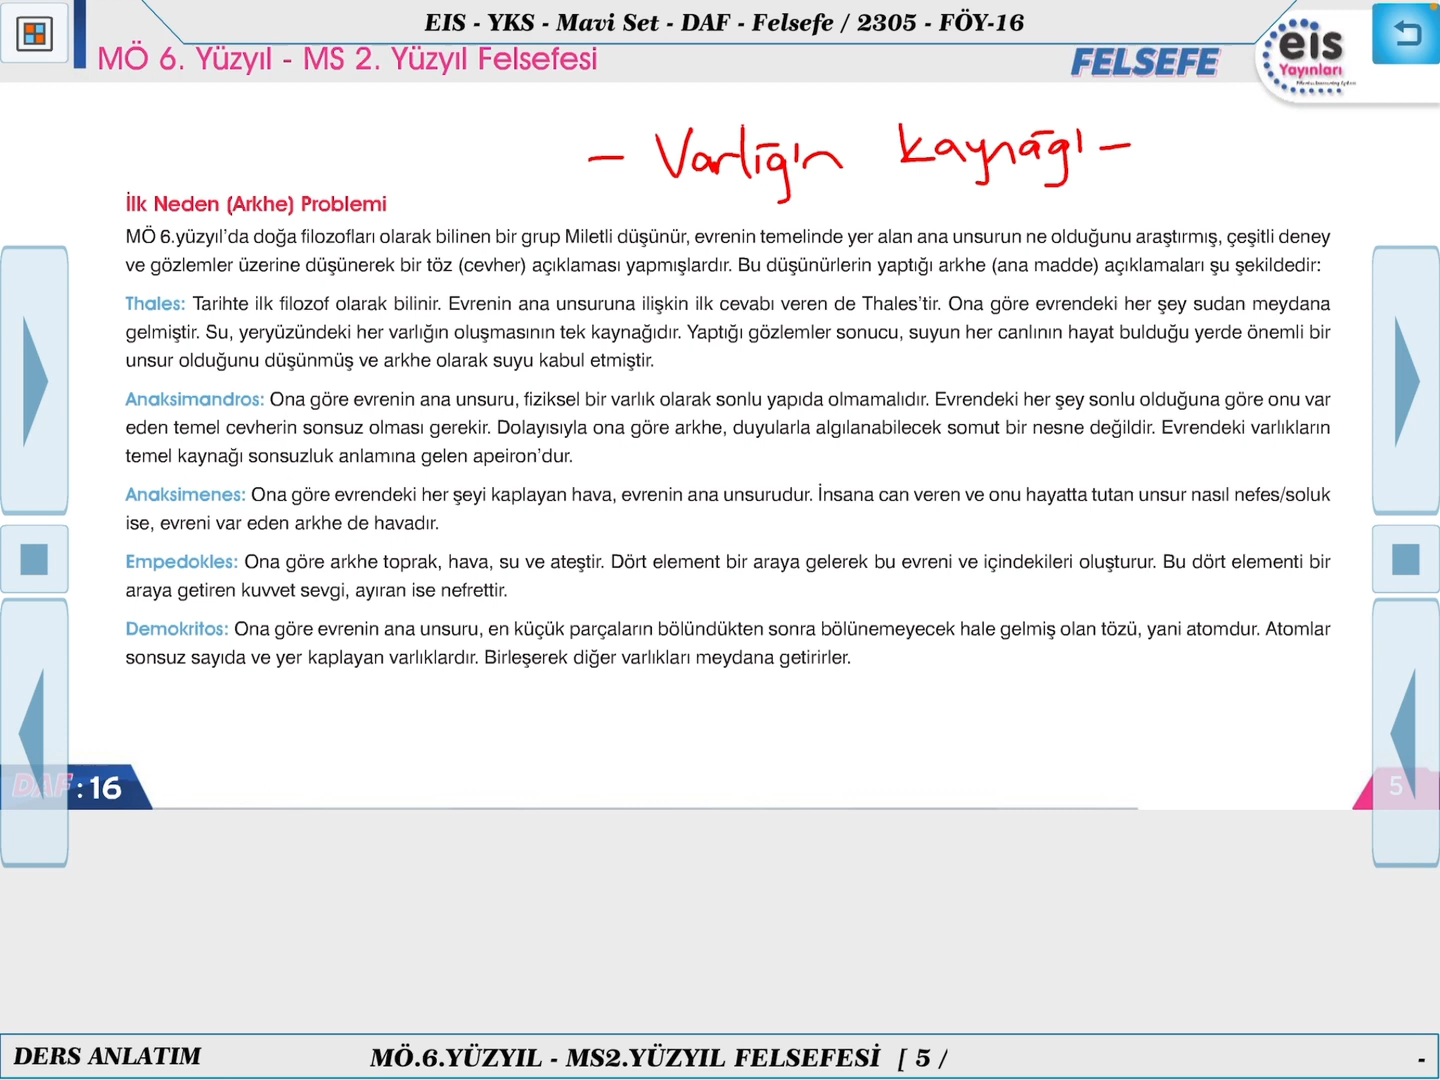 EIS - YKS - Mavi Set - DAF - Felsefe / 2305 - FÖY-16
MÖ 6. Yüzyıl - MS 2. Yüzyıl Felsefesi
FELSEFE
eis
Yayınları
- Varlığın kaynağı -
İlk Neden (Arkhe) Problemi
MÖ 6.yüzyıl'da doğa filozofları olarak bilinen bir grup Miletli düşünür, evrenin temelinde yer alan ana unsurun ne olduğunu araştırmış, çeşitli deney
ve gözlemler üzerine düşünerek bir töz (cevher) açıklaması yapmışlardır. Bu düşünürlerin yaptığı arkhe (ana madde) açıklamaları şu şekildedir:
Thales: Tarihte ilk filozof olarak bilinir. Evrenin ana unsuruna ilişkin ilk cevabı veren de Thales'tir. Ona göre evrendeki her şey sudan meydana
gelmiştir. Su, yeryüzündeki her varlığın oluşmasının tek kaynağıdır. Yaptığı gözlemler sonucu, suyun her canlının hayat bulduğu yerde önemli bir
unsur olduğunu düşünmüş ve arkhe olarak suyu kabul etmiştir.
Anaksimandros: Ona göre evrenin ana unsuru, fiziksel bir varlık olarak sonlu yapıda olmamalıdır. Evrendeki her şey sonlu olduğuna göre onu var
eden temel cevherin sonsuz olması gerekir. Dolayısıyla ona göre arkhe, duyularla algılanabilecek somut bir nesne değildir. Evrendeki varlıkların
temel kaynağı sonsuzluk anlamına gelen apeiron'dur.
Anaksimenes: Ona göre evrendeki her şeyi kaplayan hava, evrenin ana unsurudur. İnsana can veren ve onu hayatta tutan unsur nasıl nefes/soluk
ise, evreni var eden arkhe de havadır.
Empedokles: Ona göre arkhe toprak, hava, su ve ateştir. Dört element bir araya gelerek bu evreni ve içindekileri oluşturur. Bu dört elementi bir
araya getiren kuvvet sevgi, ayıran ise nefrettir.
Demokritos: Ona göre evrenin ana unsuru, en küçük parçaların bölündükten sonra bölünemeyecek hale gelmiş olan tözü, yani atomdur. Atomlar
sonsuz sayıda ve yer kaplayan varlıklardır. Birleşerek diğer varlıkları meydana getirirler.
DAF : 16
5
DERS ANLATIM
MÖ.6.YÜZYIL - MS2.YÜZYIL FELSEFESİ [ 5 /
-